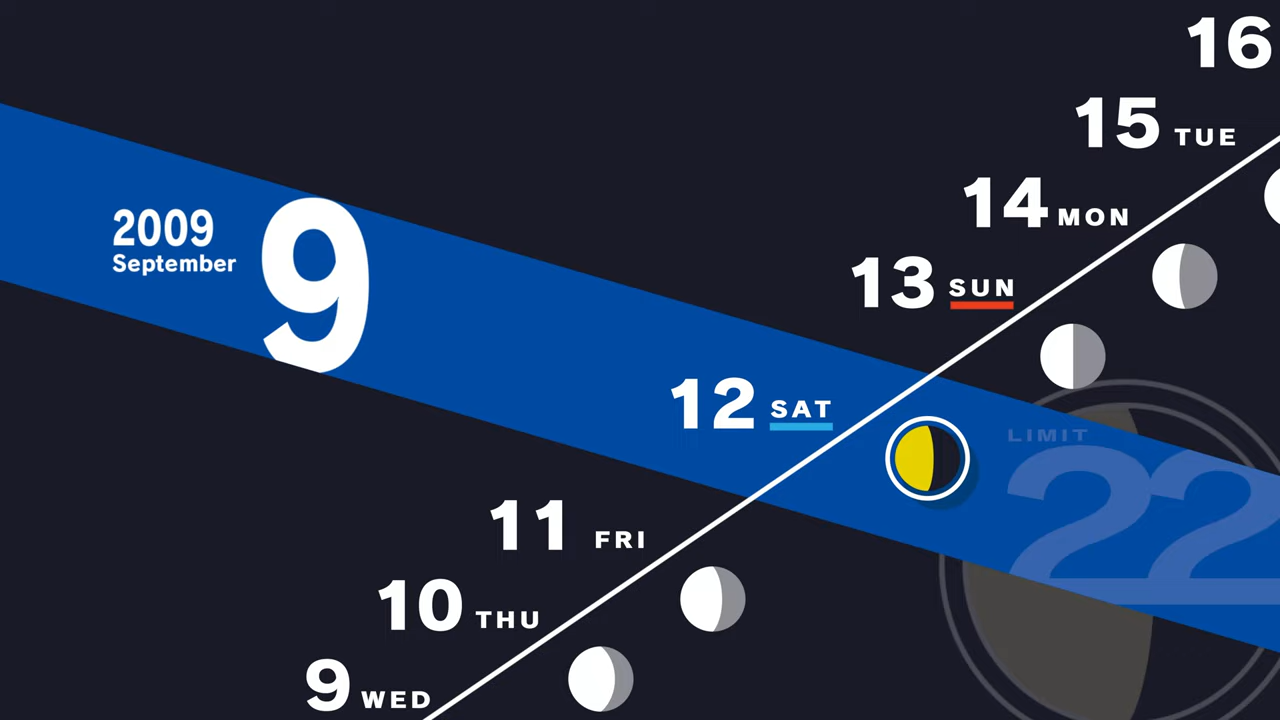 16
15 TUE
14 MON
2009
September
9
13 SUN
12 SAT
LIMIT
22
11 FRI
10 THU
9 WED